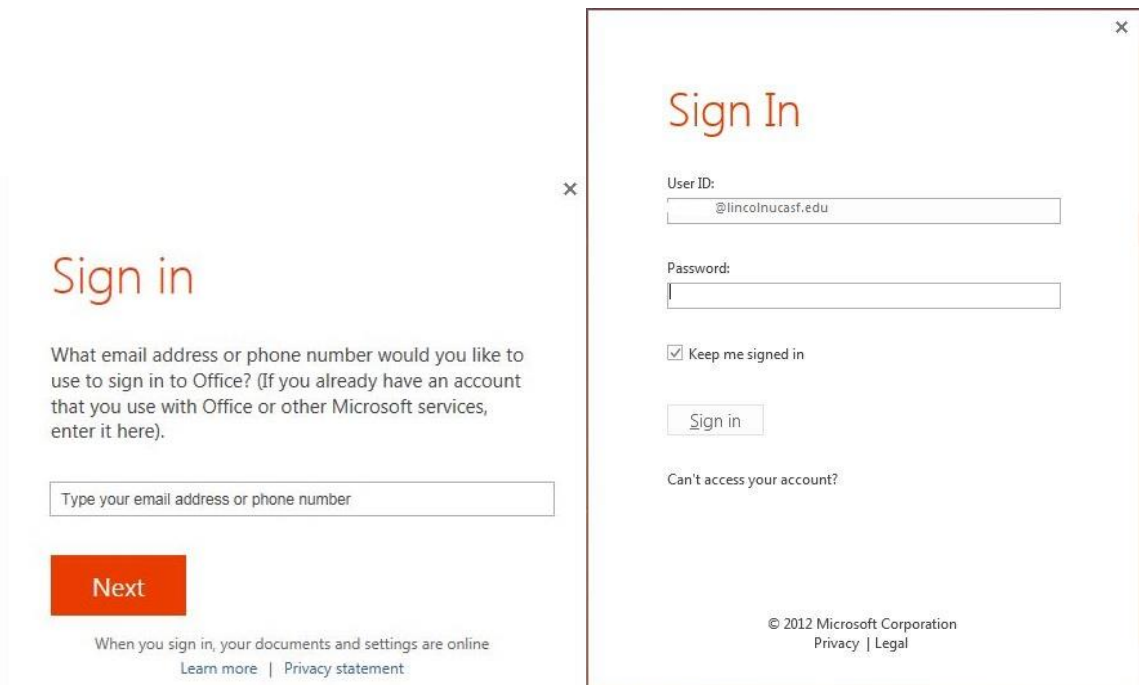 Sign in
What email address or phone number would you like to
use to sign in to Office? (If you already have an account
that you use with Office or other Microsoft services,
enter it here).
Type your email address or phone number
Next
When you sign in, your documents and settings are online
Learn more | Privacy statement
Sign In
User ID:
@lincolnucasf.edu
Password:
Keep me signed in
Sign in
Can't access your account?
© 2012 Microsoft Corporation
Privacy | Legal